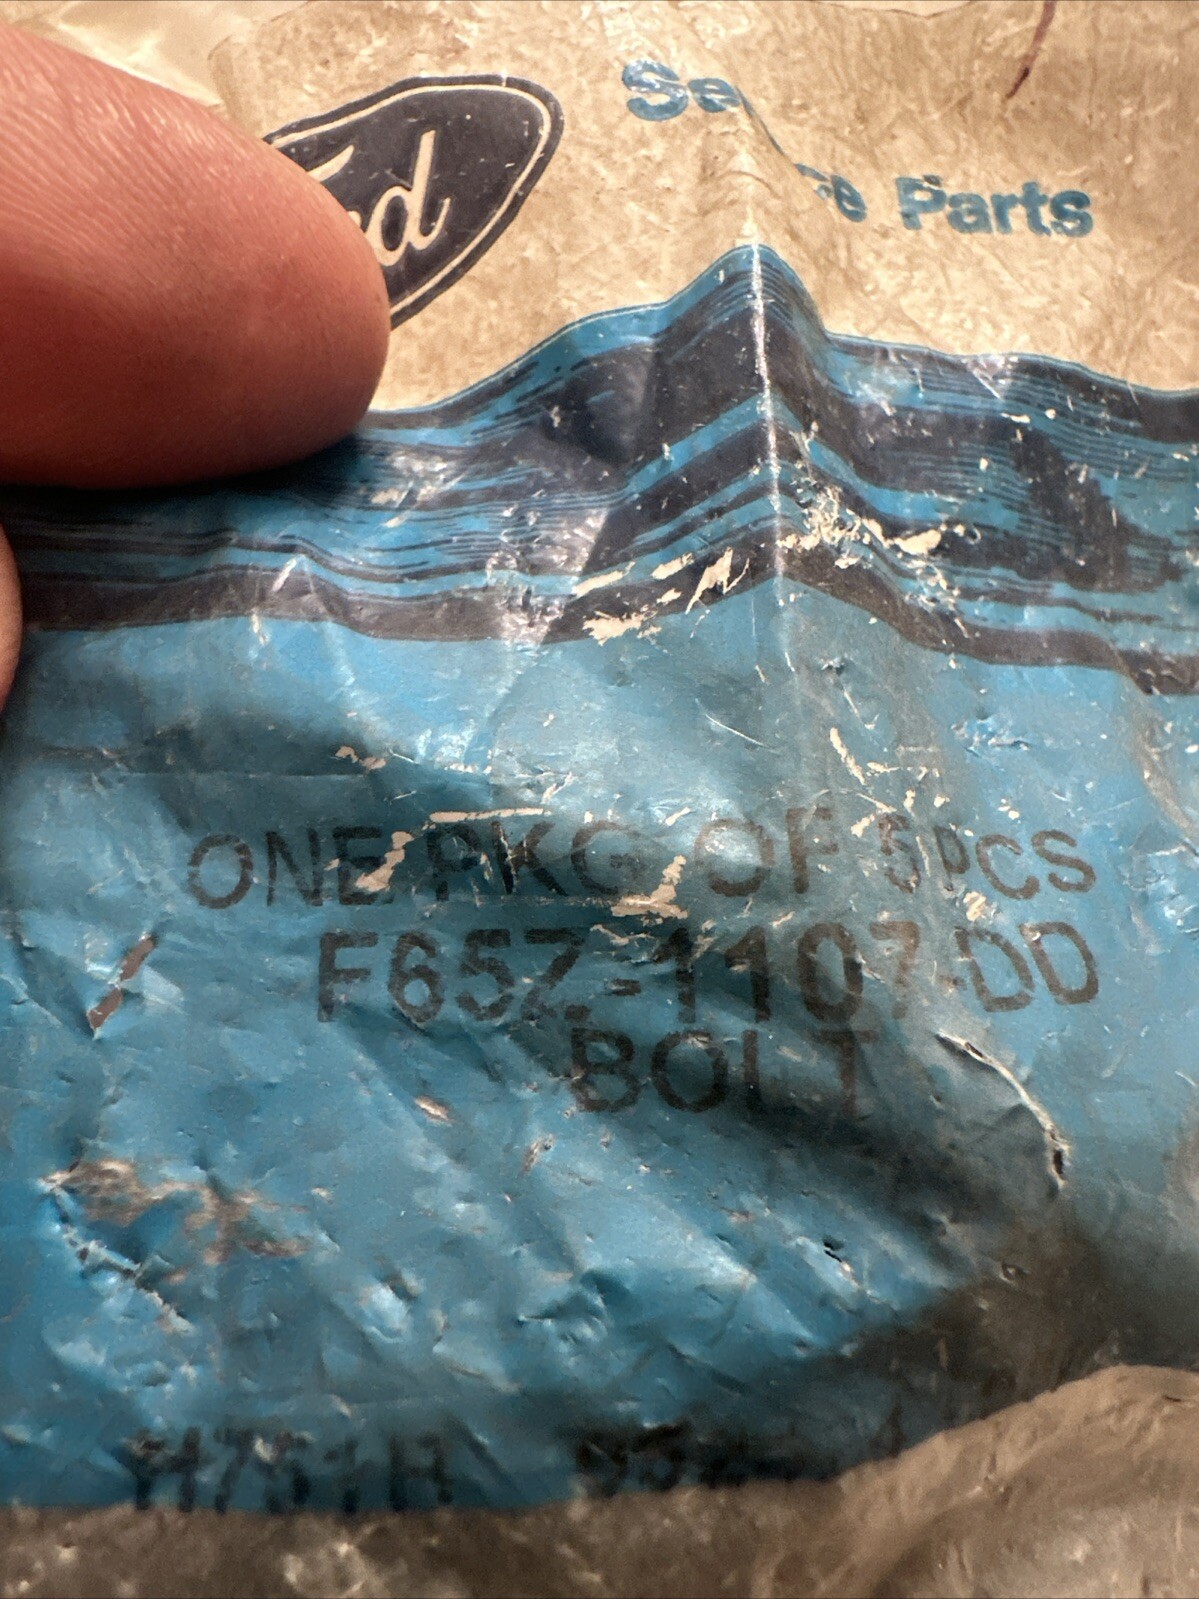 Parts
ONE PKG OF 5 PCS
F65Z-1107-DD
BOLT